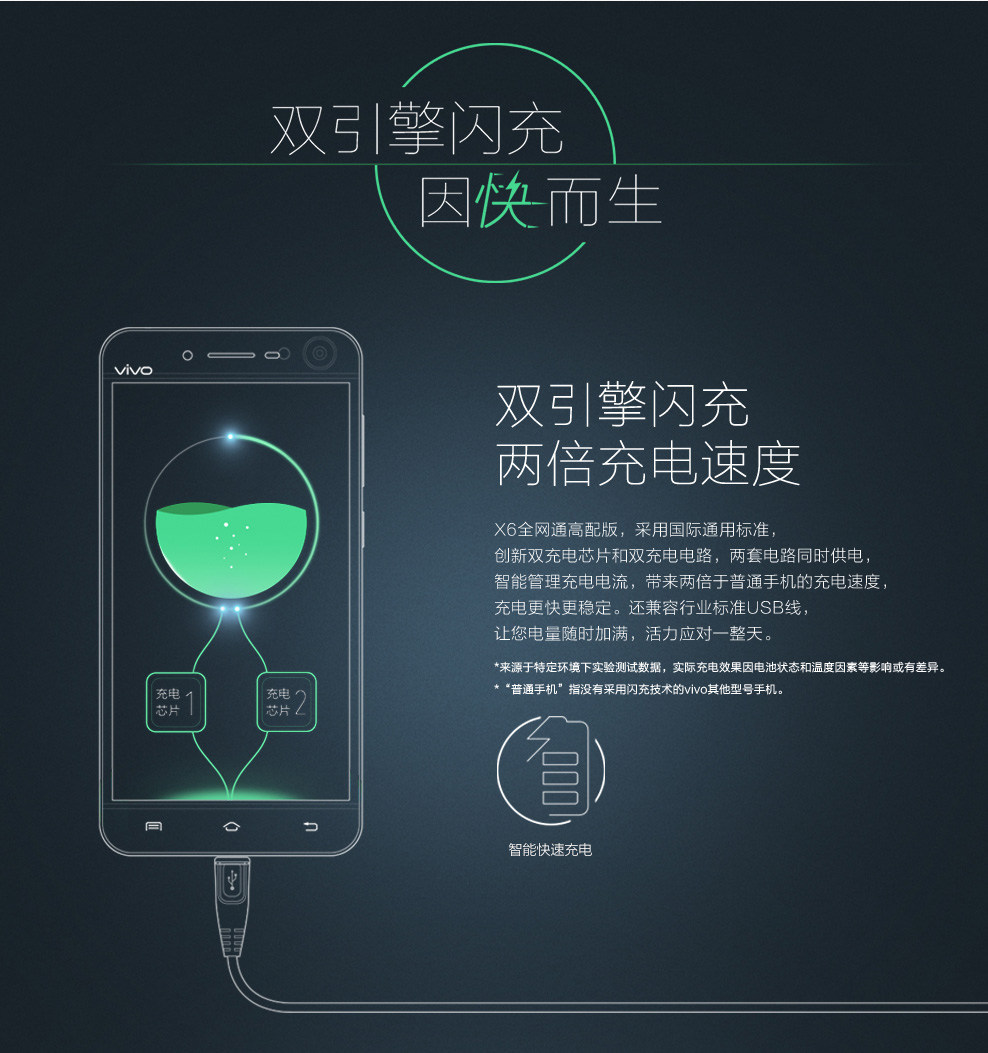 双引擎闪充
因快而生
vivo
双引擎闪充
两倍充电速度
X6全网通高配版，采用国际通用标准，
创新双充电芯片和双充电电路，两套电路同时供电，
智能管理充电电流，带来两倍于普通手机的充电速度，
充电更快更稳定。还兼容行业标准USB线，
让您电量随时加满，活力应对一整天。
*来源于特定环境下实验测试数据，实际充电效果因电池状态和温度因素等影响或有差异。
*“普通手机”指没有采用闪充技术的vivo其他型号手机。
充电
芯片 1
充电
芯片 2
智能快速充电